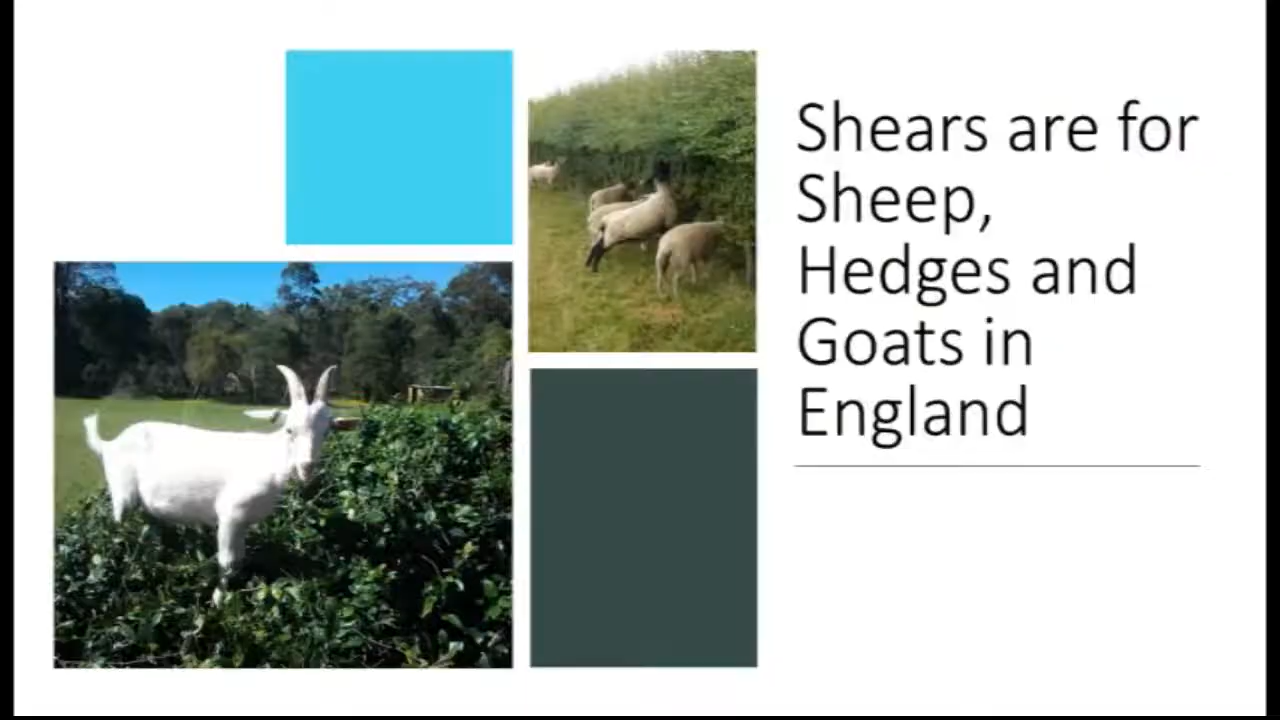 Shears are for
Sheep,
Hedges and
Goats in
England